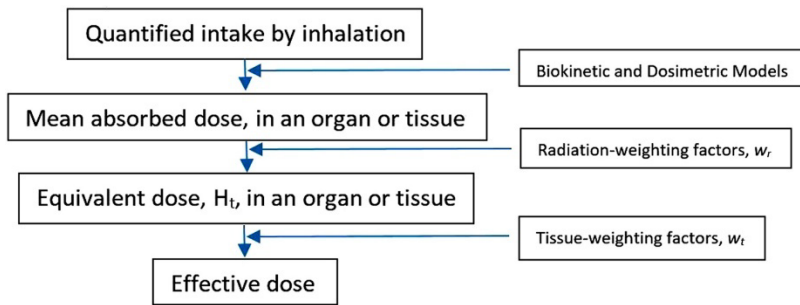 Quantified intake by inhalation
Biokinetic and Dosimetric Models
Mean absorbed dose, in an organ or tissue
Radiation-weighting factors, wᵣ
Equivalent dose, Hₜ, in an organ or tissue
Tissue-weighting factors, wₜ
Effective dose